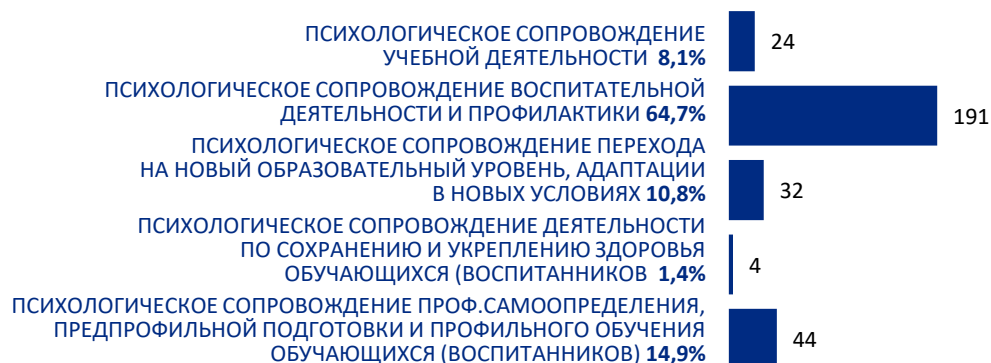 ПСИХОЛОГИЧЕСКОЕ СОПРОВОЖДЕНИЕ
УЧЕБНОЙ ДЕЯТЕЛЬНОСТИ 8,1%
24
ПСИХОЛОГИЧЕСКОЕ СОПРОВОЖДЕНИЕ ВОСПИТАТЕЛЬНОЙ
ДЕЯТЕЛЬНОСТИ И ПРОФИЛАКТИКИ 64,7%
191
ПСИХОЛОГИЧЕСКОЕ СОПРОВОЖДЕНИЕ ПЕРЕХОДА
НА НОВЫЙ ОБРАЗОВАТЕЛЬНЫЙ УРОВЕНЬ, АДАПТАЦИИ
В НОВЫХ УСЛОВИЯХ 10,8%
32
ПСИХОЛОГИЧЕСКОЕ СОПРОВОЖДЕНИЕ ДЕЯТЕЛЬНОСТИ
ПО СОХРАНЕНИЮ И УКРЕПЛЕНИЮ ЗДОРОВЬЯ
ОБУЧАЮЩИХСЯ (ВОСПИТАННИКОВ 1,4%
4
ПСИХОЛОГИЧЕСКОЕ СОПРОВОЖДЕНИЕ ПРОФ.САМООПРЕДЕЛЕНИЯ,
ПРЕДПРОФИЛЬНОЙ ПОДГОТОВКИ И ПРОФИЛЬНОГО ОБУЧЕНИЯ
ОБУЧАЮЩИХСЯ (ВОСПИТАННИКОВ) 14,9%
44